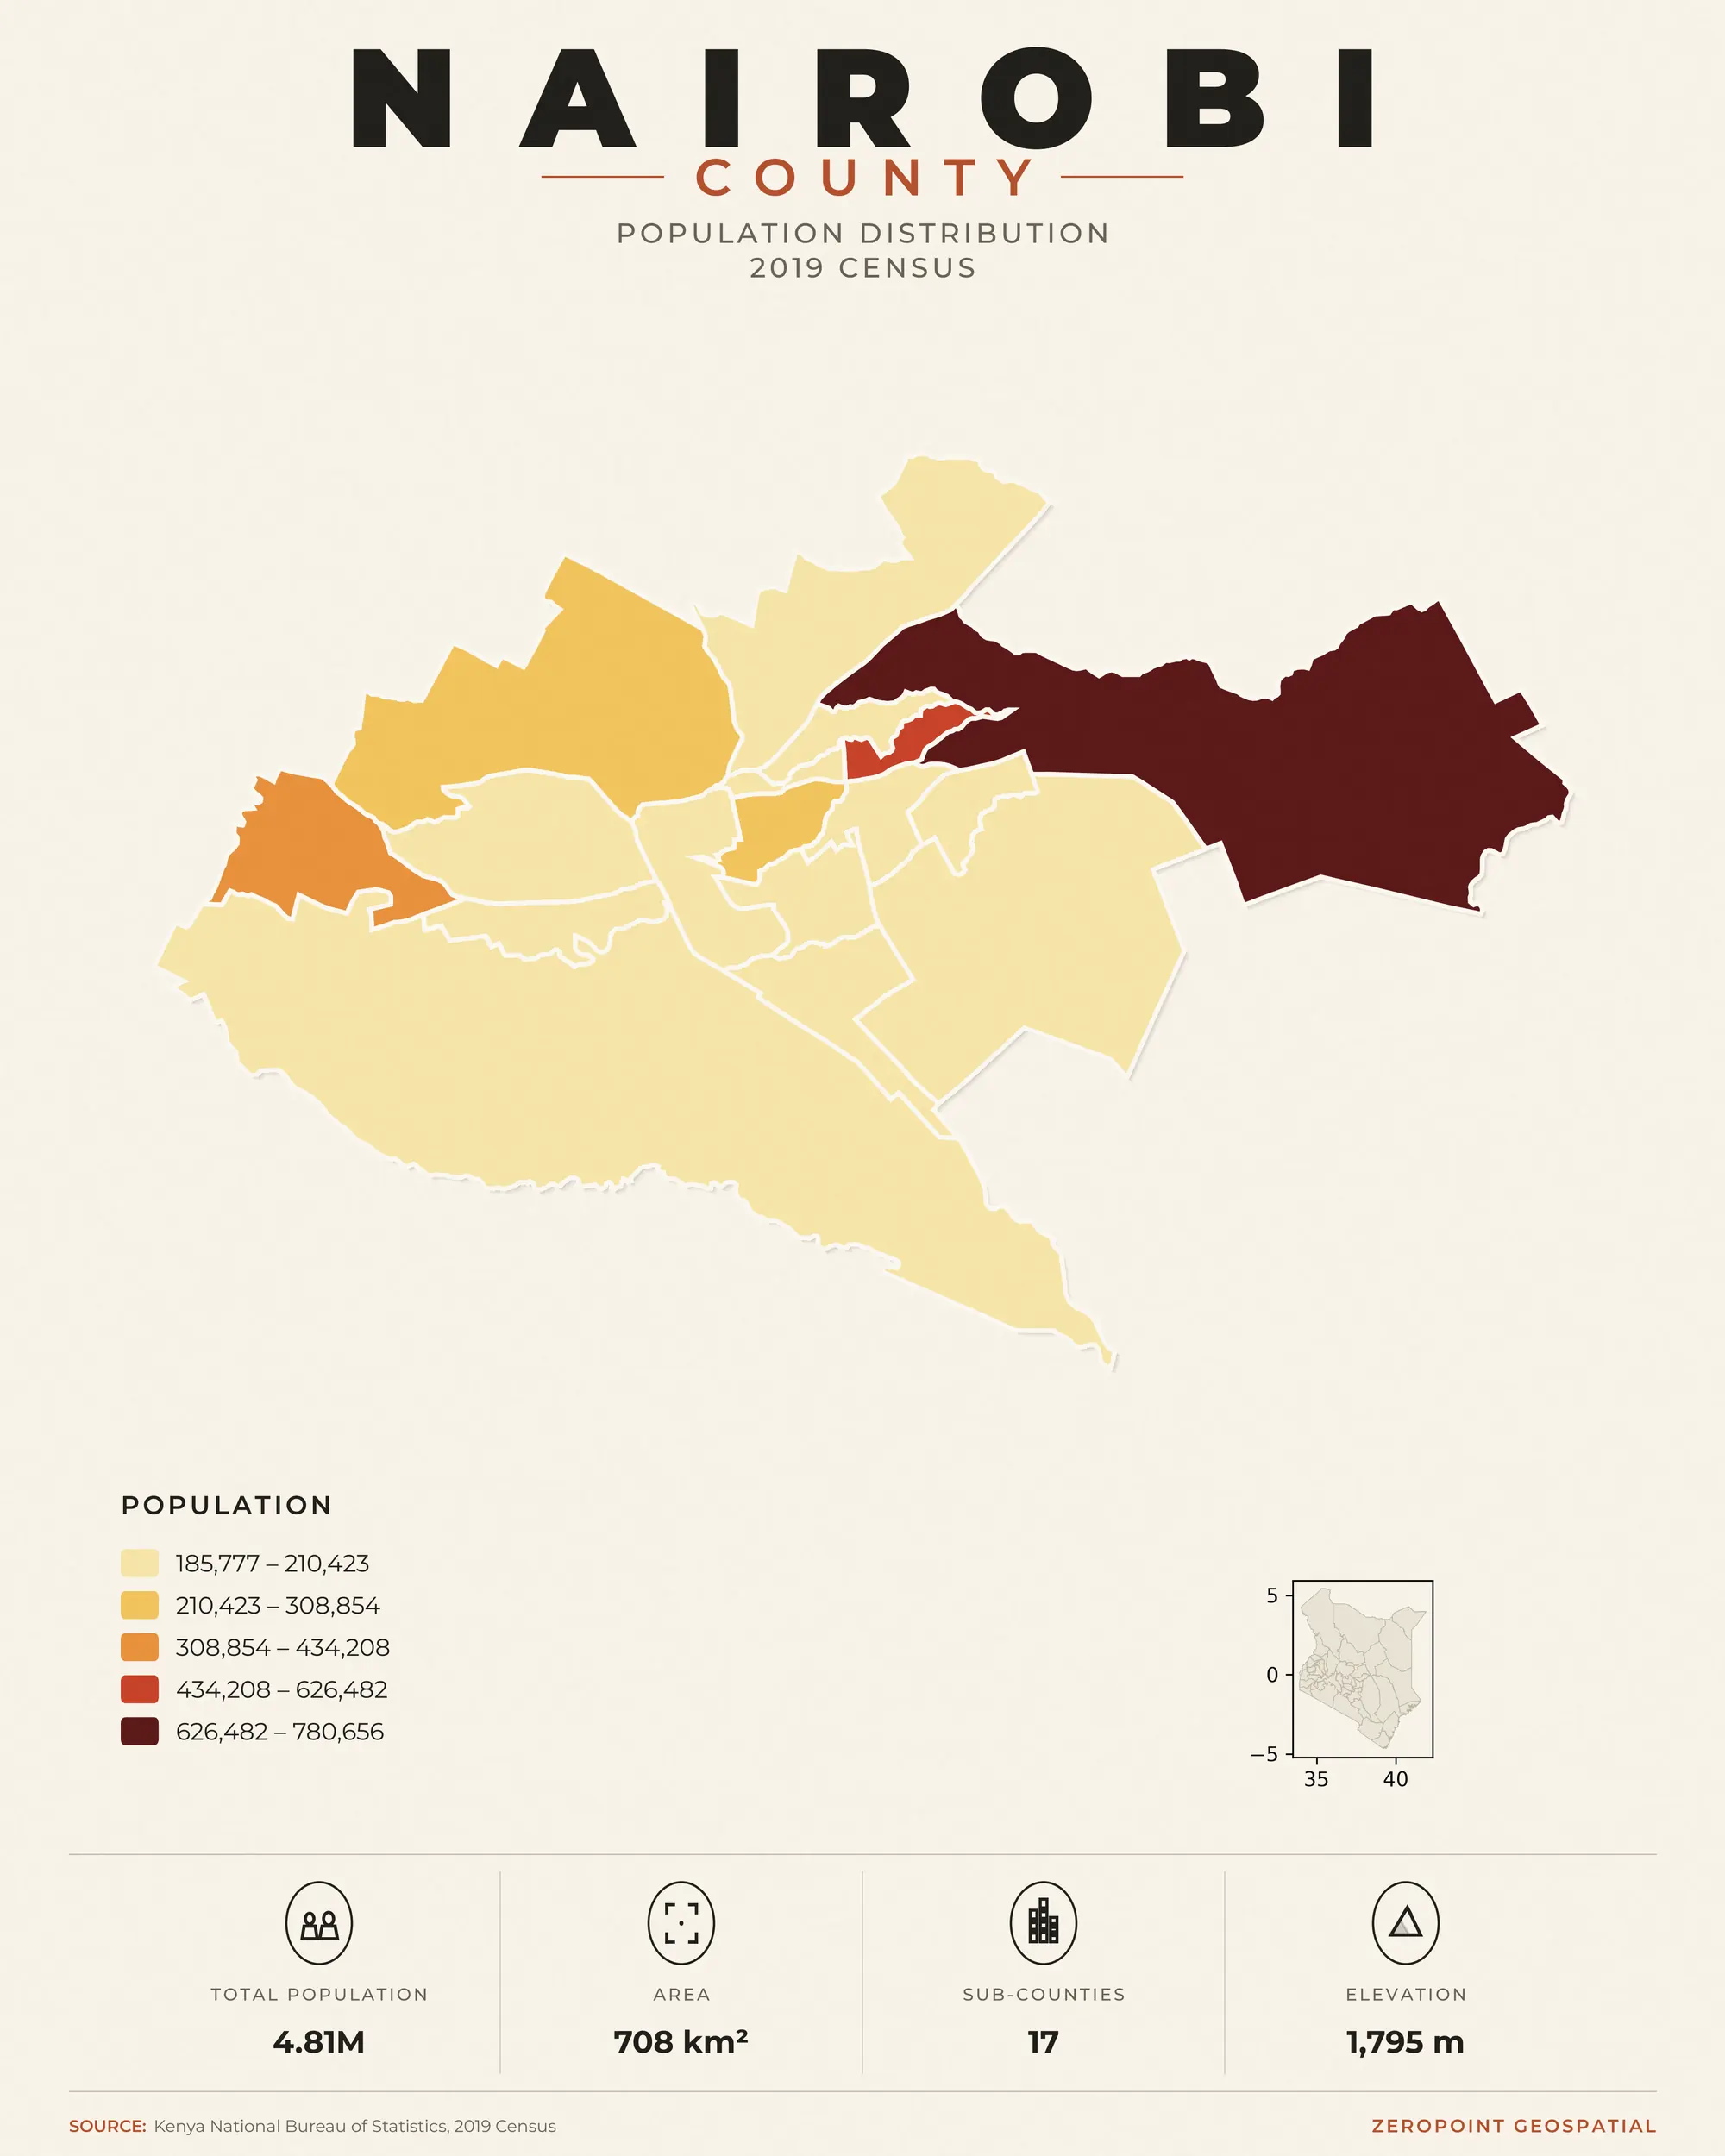 NAIROBI
COUNTY
POPULATION DISTRIBUTION
2019 CENSUS
POPULATION
185,777 – 210,423
210,423 – 308,854
308,854 – 434,208
434,208 – 626,482
626,482 – 780,656
5
0
−5
35 40
TOTAL POPULATION
4.81M
AREA
708 km²
SUB-COUNTIES
17
ELEVATION
1,795 m
SOURCE: Kenya National Bureau of Statistics, 2019 Census
ZEROPOINT GEOSPATIAL